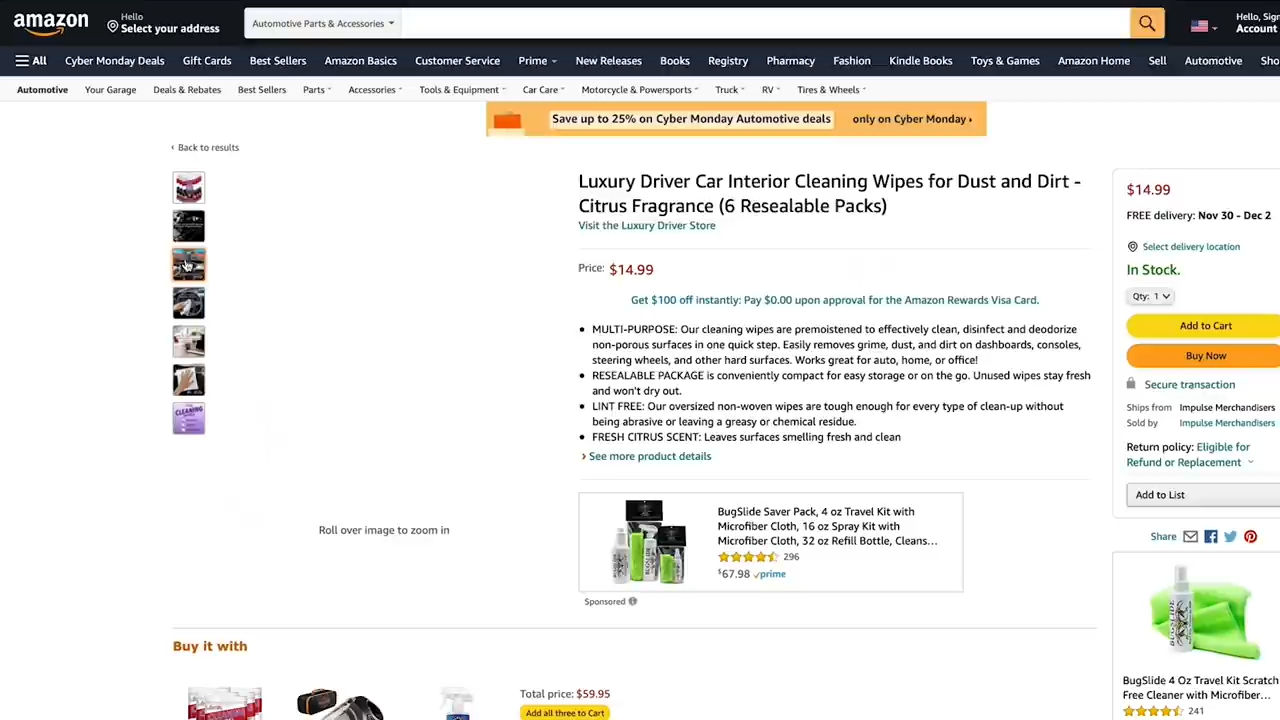 amazon
Hello
Select your address
Automotive Parts & Accessories
Hello, Sign
Account
All
Cyber Monday Deals
Gift Cards
Best Sellers
Amazon Basics
Customer Service
Prime
New Releases
Books
Registry
Pharmacy
Fashion
Kindle Books
Toys & Games
Amazon Home
Sell
Automotive
Sho
Automotive
Your Garage
Deals & Rebates
Best Sellers
Parts
Accessories
Tools & Equipment
Car Care
Motorcycle & Powersports
Truck
RV
Tires & Wheels
Save up to 25% on Cyber Monday Automotive deals only on Cyber Monday
‹ Back to results
CLEANING
Roll over image to zoom in
Luxury Driver Car Interior Cleaning Wipes for Dust and Dirt -
Citrus Fragrance (6 Resealable Packs)
Visit the Luxury Driver Store
Price: $14.99
Get $100 off instantly: Pay $0.00 upon approval for the Amazon Rewards Visa Card.
• MULTI-PURPOSE: Our cleaning wipes are premoistened to effectively clean, disinfect and deodorize
non-porous surfaces in one quick step. Easily removes grime, dust, and dirt on dashboards, consoles,
steering wheels, and other hard surfaces. Works great for auto, home, or office!
• RESEALABLE PACKAGE is conveniently compact for easy storage or on the go. Unused wipes stay fresh
and won't dry out.
• LINT FREE: Our oversized non-woven wipes are tough enough for every type of clean-up without
being abrasive or leaving a greasy or chemical residue.
• FRESH CITRUS SCENT: Leaves surfaces smelling fresh and clean
› See more product details
BUGSLIDE
BugSlide Saver Pack, 4 oz Travel Kit with
Microfiber Cloth, 16 oz Spray Kit with
Microfiber Cloth, 32 oz Refill Bottle, Cleans...
296
$67.98 prime
Sponsored
$14.99
FREE delivery: Nov 30 - Dec 2
Select delivery location
In Stock.
Qty: 1
Add to Cart
Buy Now
Secure transaction
Ships from Impulse Merchandisers
Sold by Impulse Merchandisers
Return policy: Eligible for
Refund or Replacement
Add to List
Share
BugSlide 4 Oz Travel Kit Scratch
Free Cleaner with Microfiber...
241
Buy it with
Total price: $59.95
Add all three to Cart